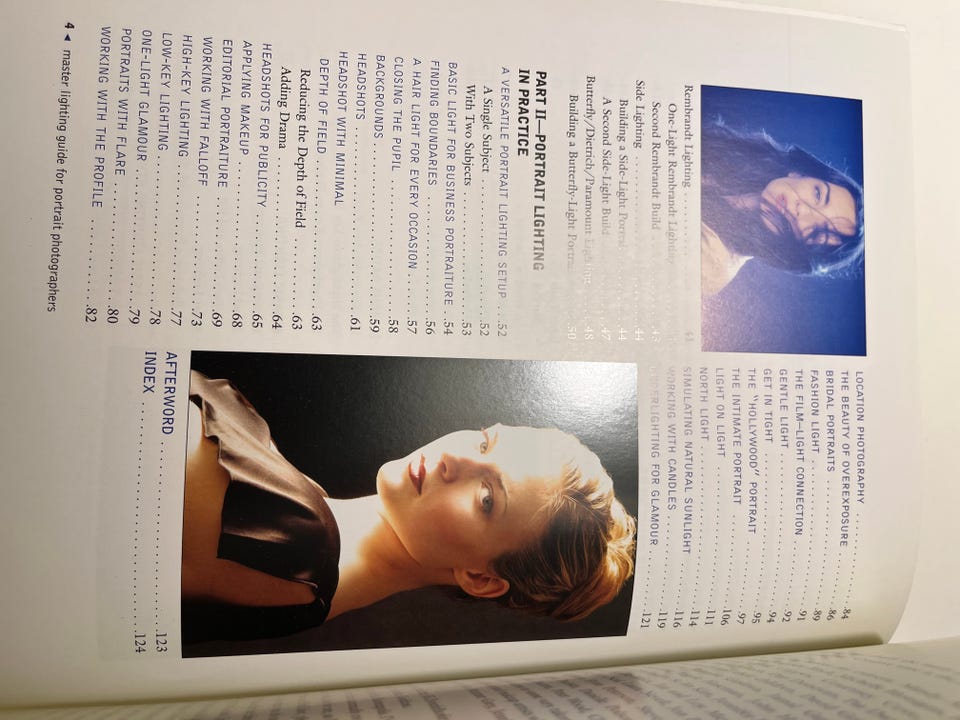 Rembrandt Lighting . . . . . . . . . .41
One-Light Rembrandt Lighting
Second Rembrandt Build . . . . . .43
Side Lighting . . . . . . . . . .44
Building a Side-Light Portrait . . .44
A Second Side-Light Build . . . . .47
Butterfly/Dietrich/Paramount Lighting . .48
Building a Butterfly-Light Portrait . .50
PART II—PORTRAIT LIGHTING
IN PRACTICE
A VERSATILE PORTRAIT LIGHTING SETUP . . .52
A Single Subject . . . . . . . . . .52
With Two Subjects . . . . . . . . . .53
BASIC LIGHT FOR BUSINESS PORTRAITURE . .54
FINDING BOUNDARIES . . . . . . . . . .56
A HAIR LIGHT FOR EVERY OCCASION . . . . .57
CLOSING THE PUPIL . . . . . . . . . .58
BACKGROUNDS . . . . . . . . . .59
HEADSHOTS . . . . . . . . . .61
HEADSHOT WITH MINIMAL
DEPTH OF FIELD . . . . . . . . . .63
Reducing the Depth of Field . . . . . .63
Adding Drama . . . . . . . . . .64
HEADSHOTS FOR PUBLICITY . . . . . . . .65
APPLYING MAKEUP . . . . . . . . . .68
EDITORIAL PORTRAITURE . . . . . . . . .69
WORKING WITH FALLOFF . . . . . . . . . .73
HIGH-KEY LIGHTING . . . . . . . . . .77
LOW-KEY LIGHTING . . . . . . . . . .78
ONE-LIGHT GLAMOUR . . . . . . . . . .79
PORTRAITS WITH FLARE . . . . . . . . . .80
WORKING WITH THE PROFILE . . . . . . . .82
LOCATION PHOTOGRAPHY . . . . . . . . . .84
THE BEAUTY OF OVEREXPOSURE . . . . . . .86
BRIDAL PORTRAITS . . . . . . . . . .89
FASHION LIGHT . . . . . . . . . .91
THE FILM—LIGHT CONNECTION . . . . . . .92
GENTLE LIGHT . . . . . . . . . .94
GET IN TIGHT . . . . . . . . . .95
THE "HOLLYWOOD" PORTRAIT . . . . . . . .97
THE INTIMATE PORTRAIT . . . . . . . . .106
LIGHT ON LIGHT . . . . . . . . . .111
NORTH LIGHT . . . . . . . . . .114
SIMULATING NATURAL SUNLIGHT . . . . . .116
WORKING WITH CANDLES . . . . . . . . .119
UNDERLIGHTING FOR GLAMOUR . . . . . . .121
AFTERWORD . . . . . . . . . .123
INDEX . . . . . . . . . .124
4 ◄ master lighting guide for portrait photographers